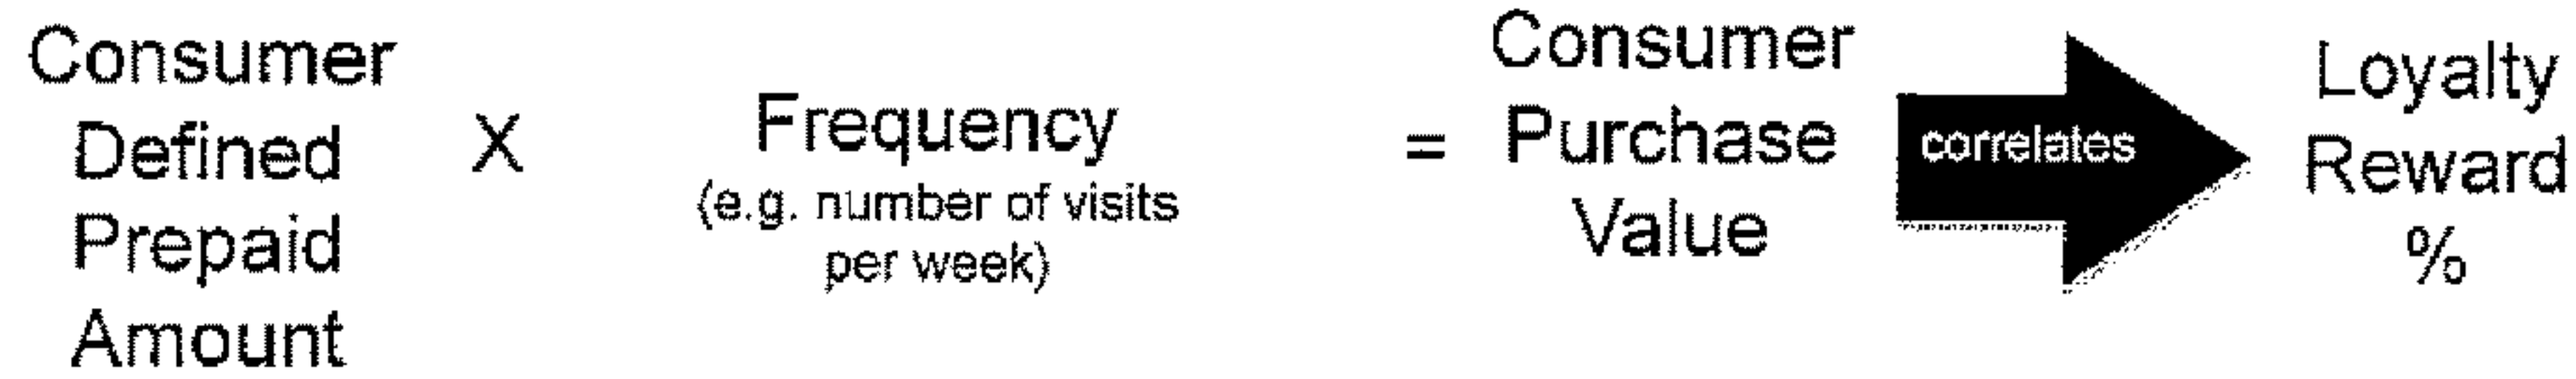 Consumer
Defined
Prepaid
Amount
X
Frequency
(e.g. number of visits
per week)
=
Consumer
Purchase
Value
correlates
Loyalty
Reward
%